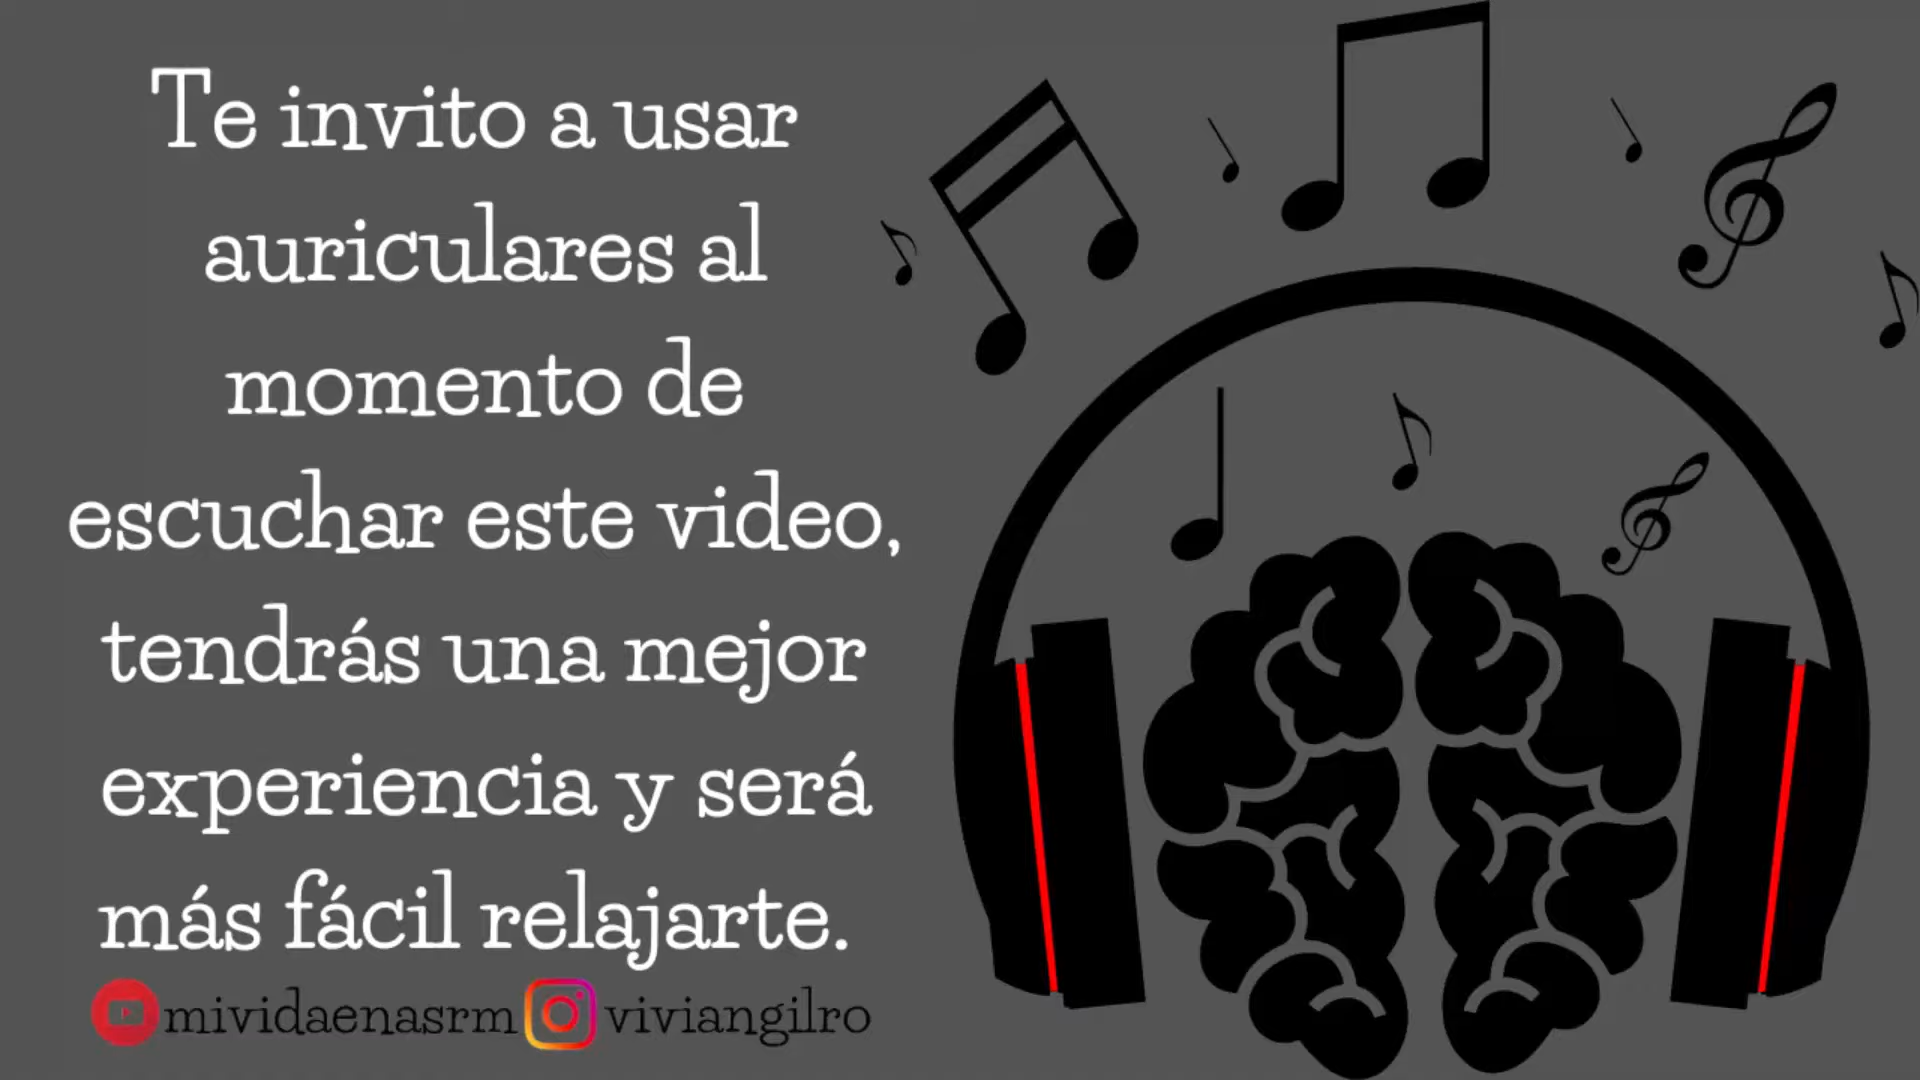 Te invito a usar
auriculares al
momento de
escuchar este video,
tendrás una mejor
experiencia y será
más fácil relajarte.
mividaenasrm viviangilro